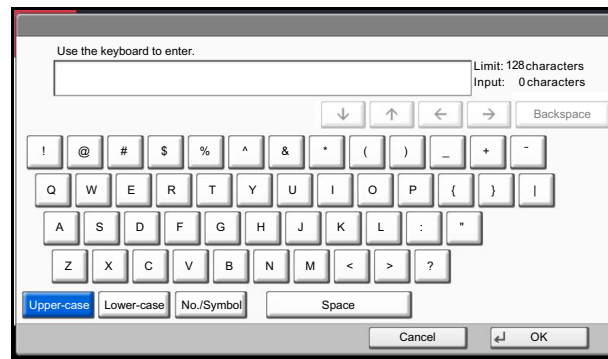 Use the keyboard to enter.
Limit: 128 characters
Input: 0 characters
↓ ↑ ← → Backspace
! @ # $ % ^ & * ( ) _ + ~
Q W E R T Y U I O P { } |
A S D F G H J K L : "
Z X C V B N M < > ?
Upper-case Lower-case No./Symbol Space
Cancel OK